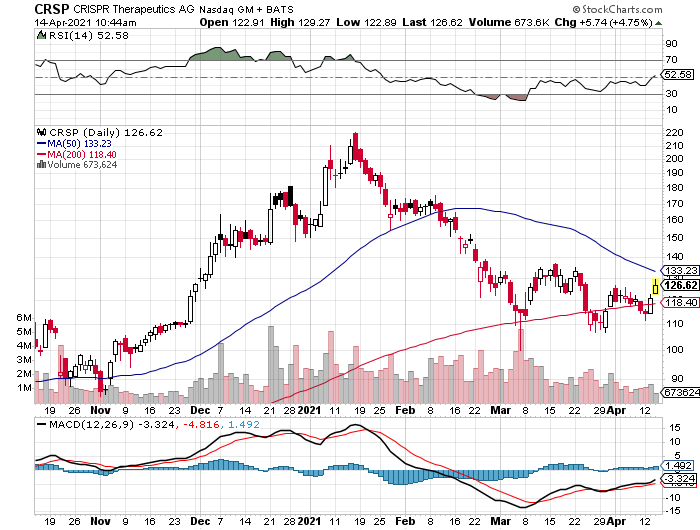 CRSP CRISPR Therapeutics AG Nasdaq GM + BATS © StockCharts.com
14-Apr-2021 10:44am Open 122.91 High 129.27 Low 122.89 Last 126.62 Volume 673.6K Chg +5.74 (+4.75%)
RSI(14) 52.58
90
70
52.58
30
10
CRSP (Daily) 126.62
MA(50) 133.23
MA(200) 118.40
Volume 673,624
220
210
200
190
180
170
160
150
140
133.23
130
126.62
118.40
110
100
90
673624
6M
5M
4M
3M
2M
1M
19 26 Nov 9 16 23 Dec 7 14 21 28 2021 11 19 25 Feb 8 16 22 Mar 8 15 22 29 Apr 12
MACD(12,26,9) -3.324, -4.816, 1.492
15
10
5
1.492
-3.324
19 26 Nov 9 16 23 Dec 7 14 21 28 2021 11 19 25 Feb 8 16 22 Mar 8 15 22 29 Apr 12